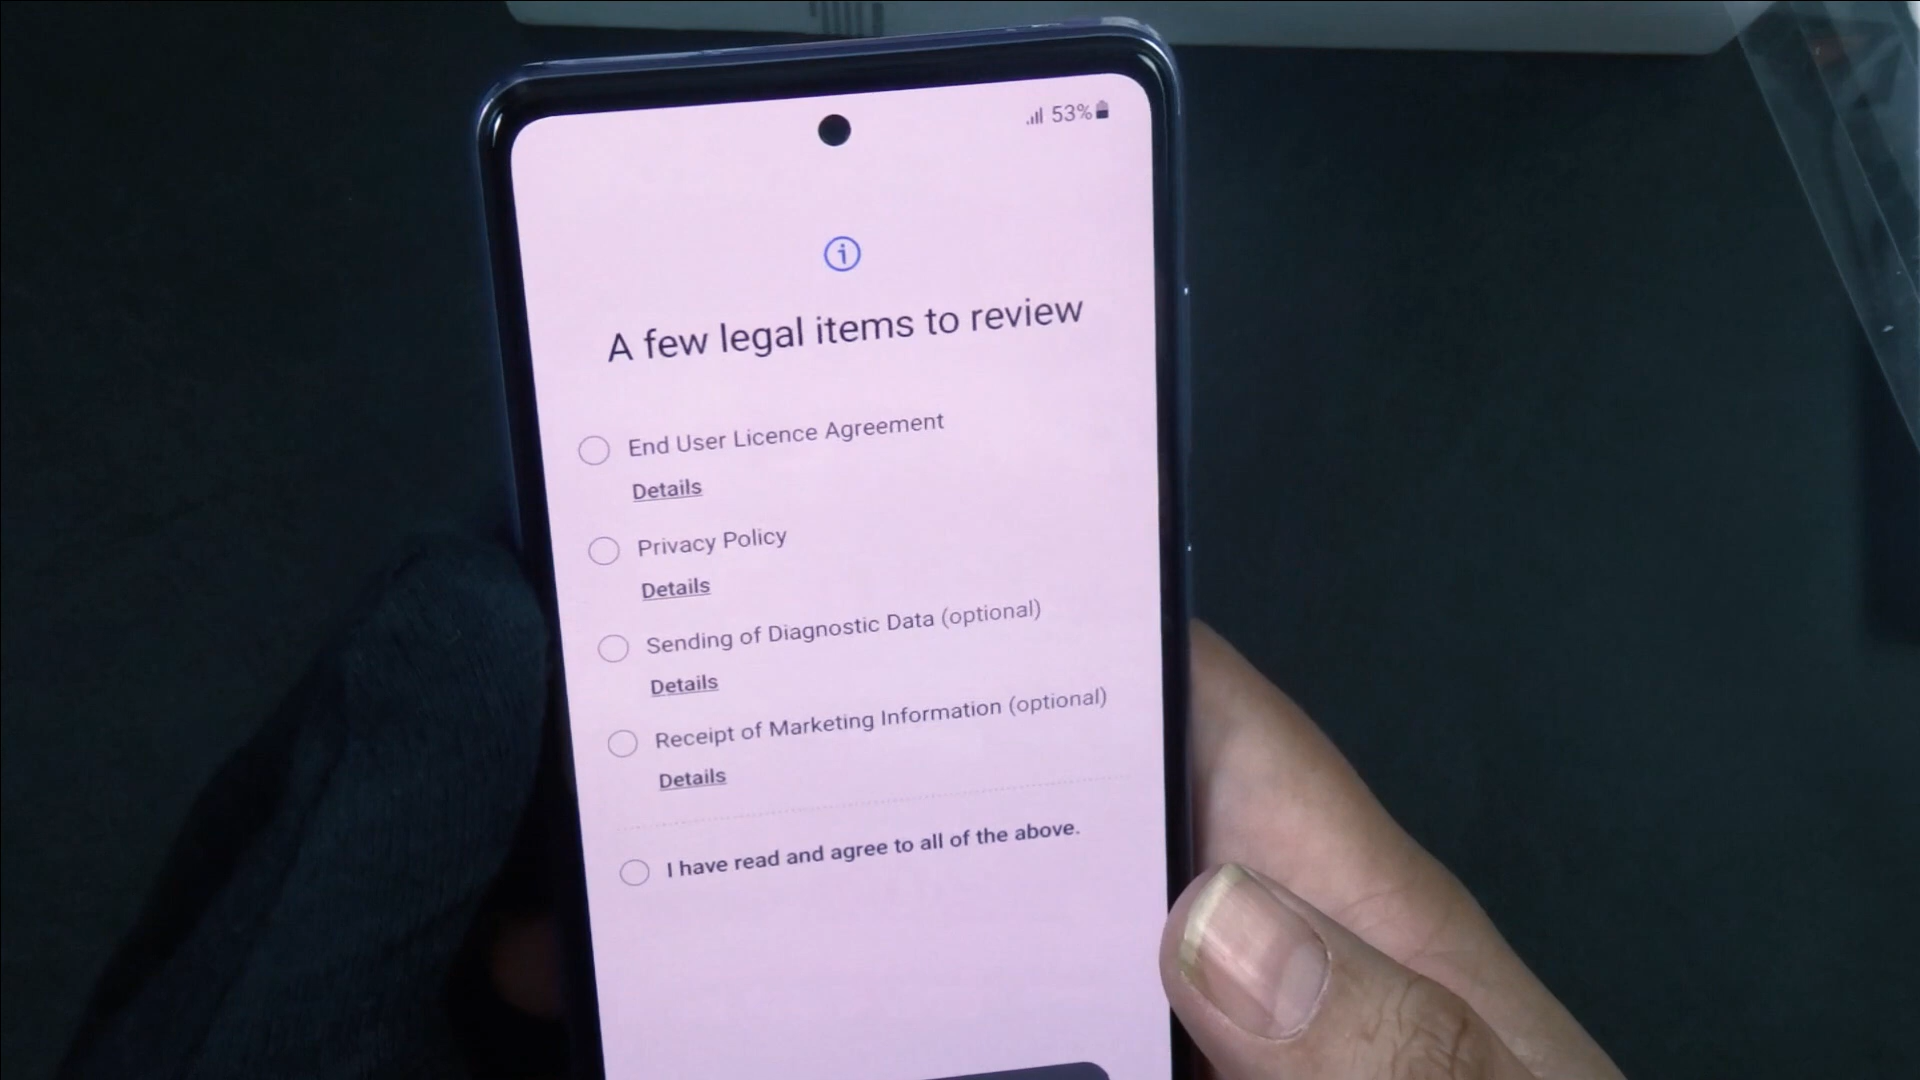 53%
A few legal items to review
End User Licence Agreement
Details
Privacy Policy
Details
Sending of Diagnostic Data (optional)
Details
Receipt of Marketing Information (optional)
Details
I have read and agree to all of the above.